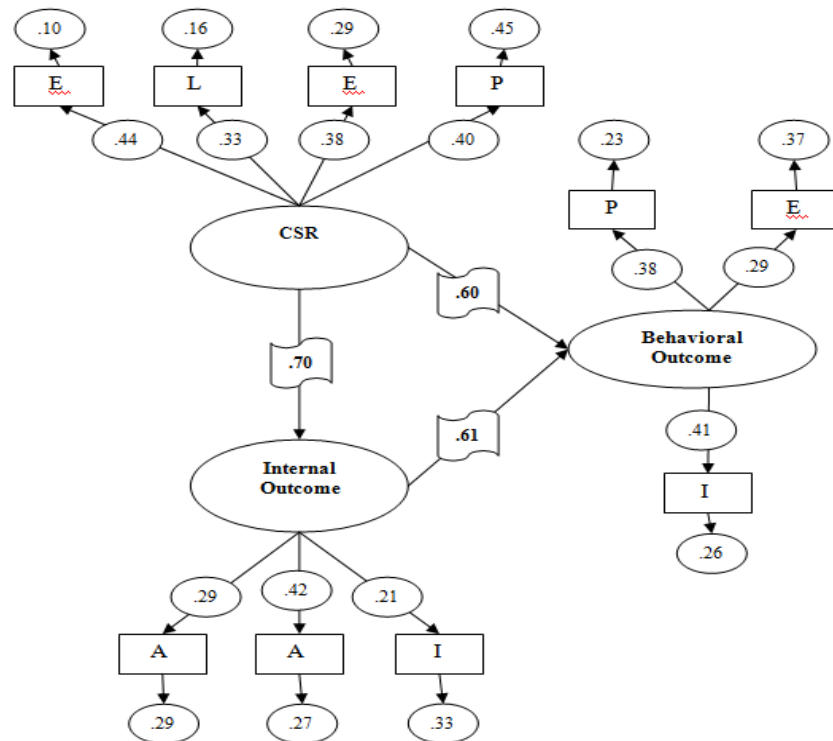 .10
.16
.29
.45
E
L
E
P
.44
.33
.38
.40
.23
.37
P
E
CSR
.38
.29
.60
Behavioral
Outcome
.70
.41
.61
Internal
Outcome
I
.26
.29
.42
.21
A
A
I
.29
.27
.33